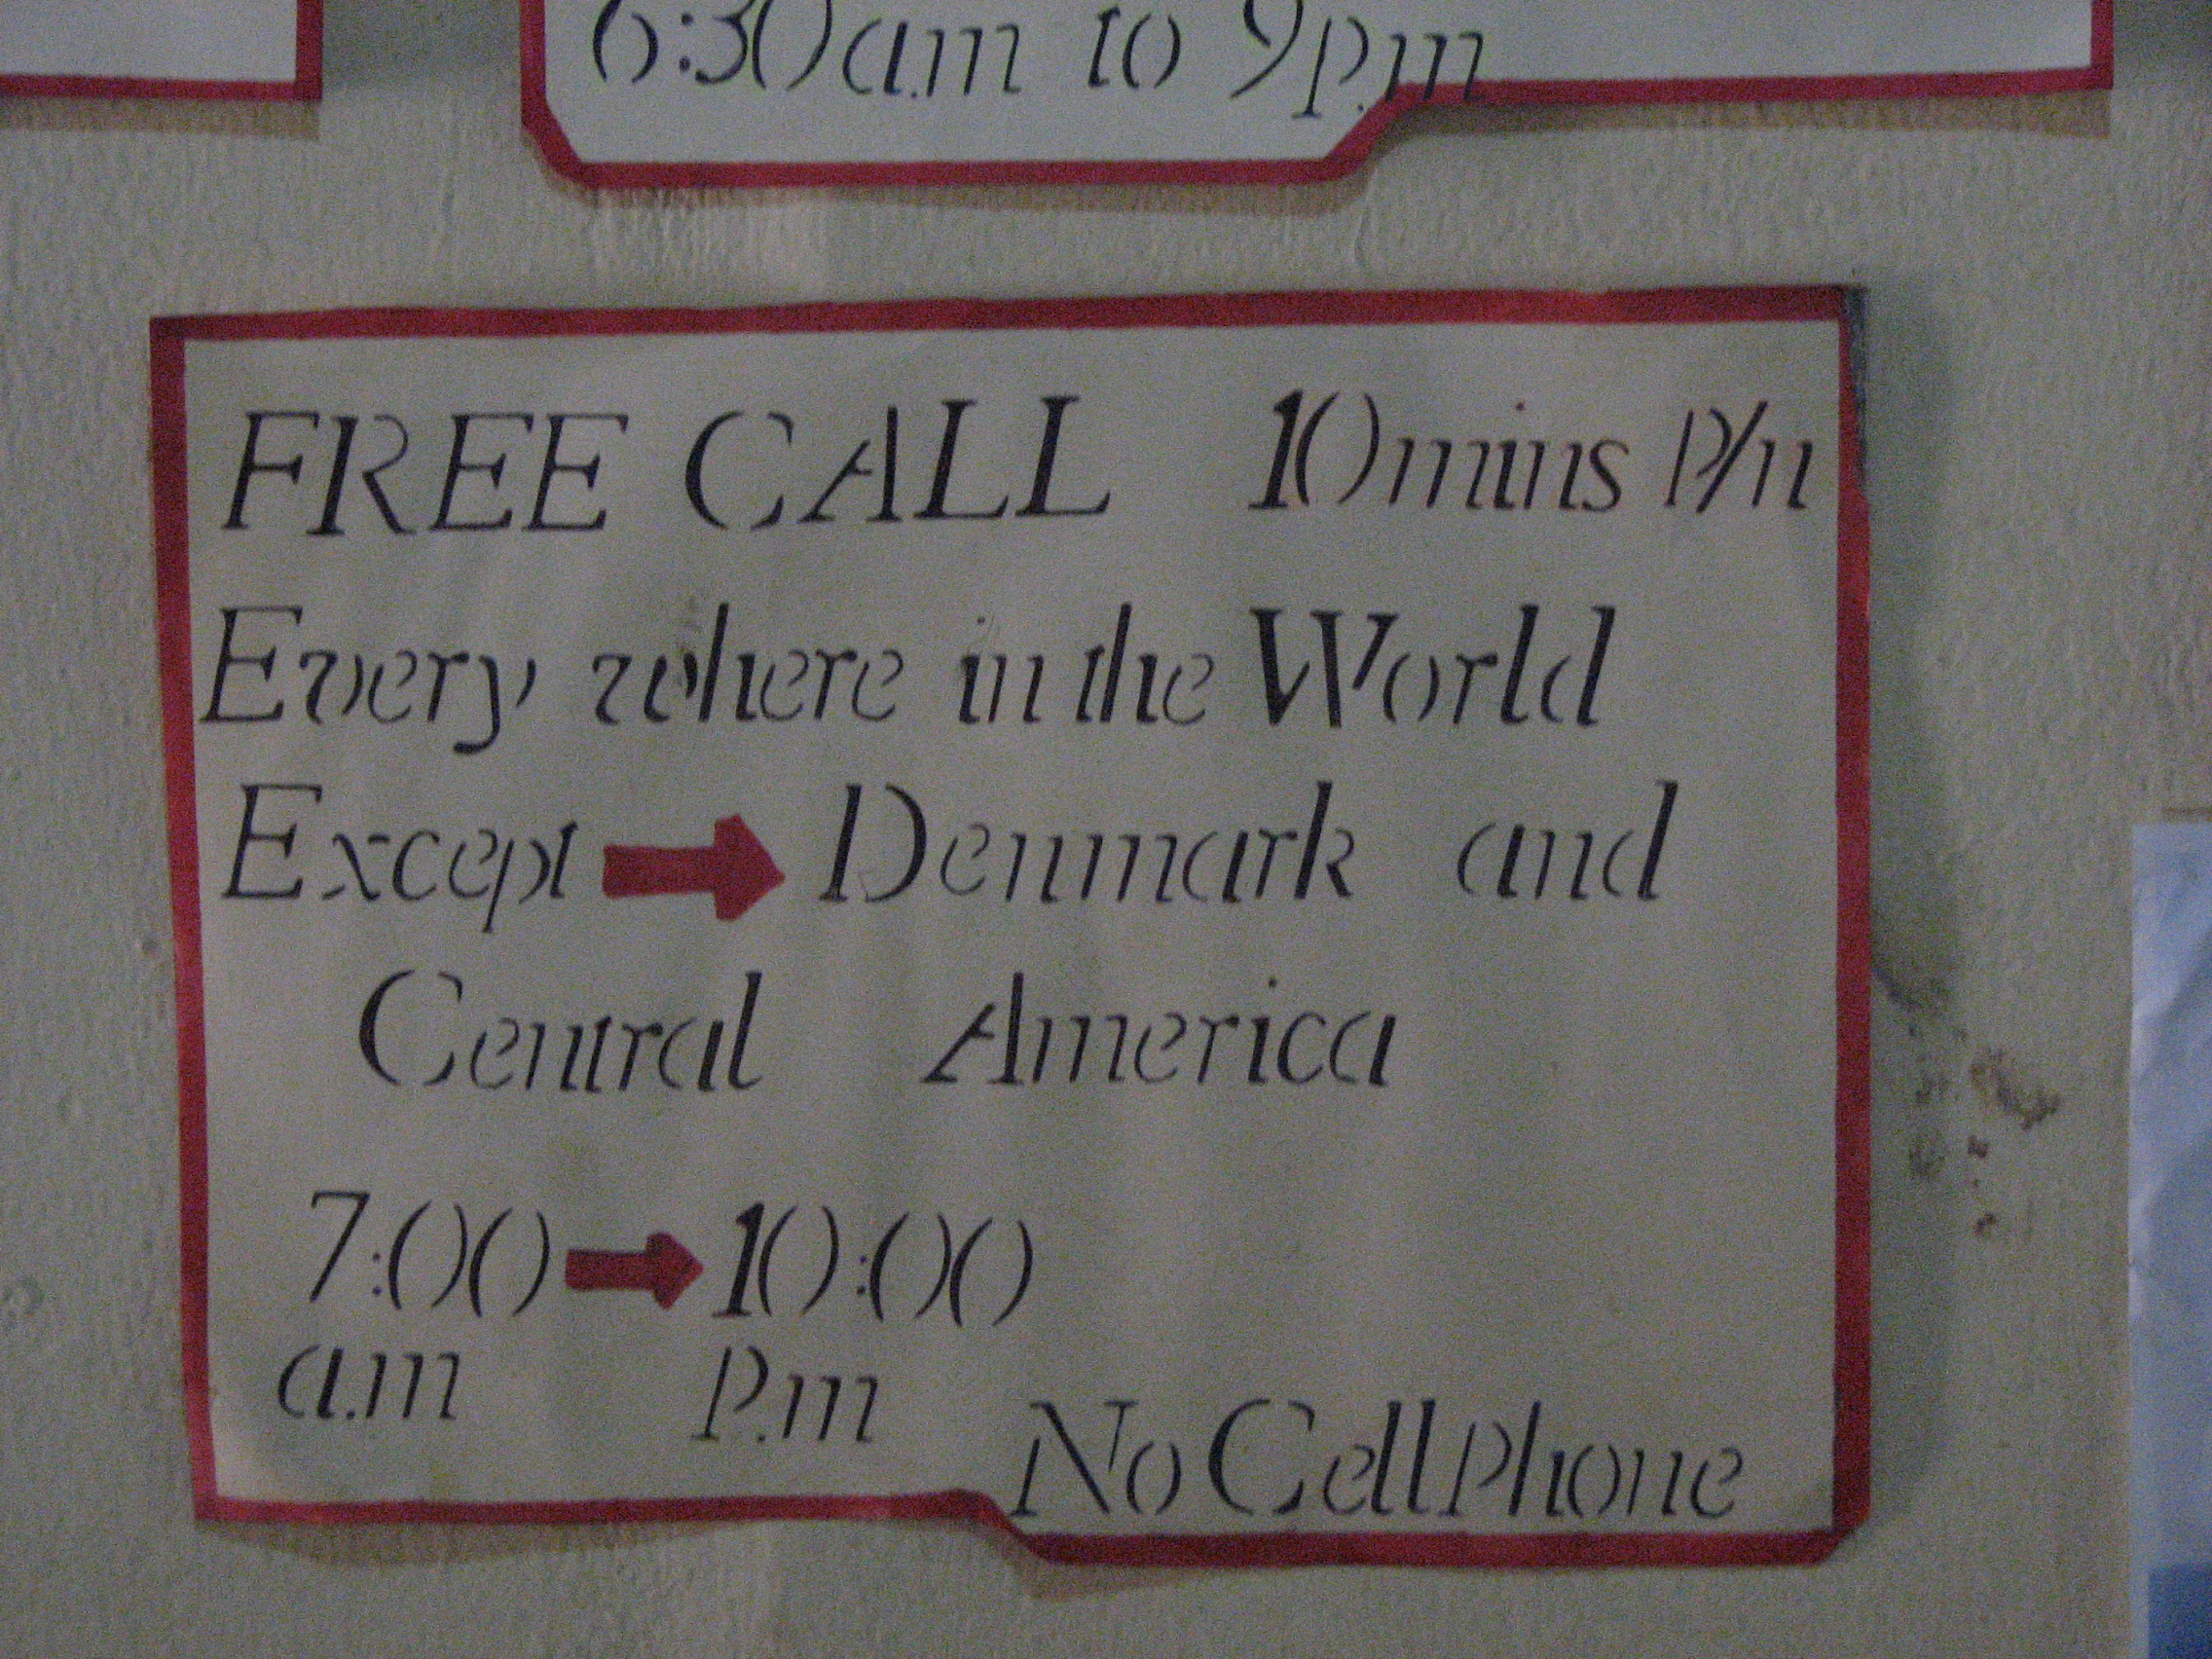 6:30a.m to 9p.m
FREE CALL 10mins P/n
Every where in the World
Except → Denmark and
Central America
7:00 → 10:00
a.m P.m
No Cell Phone